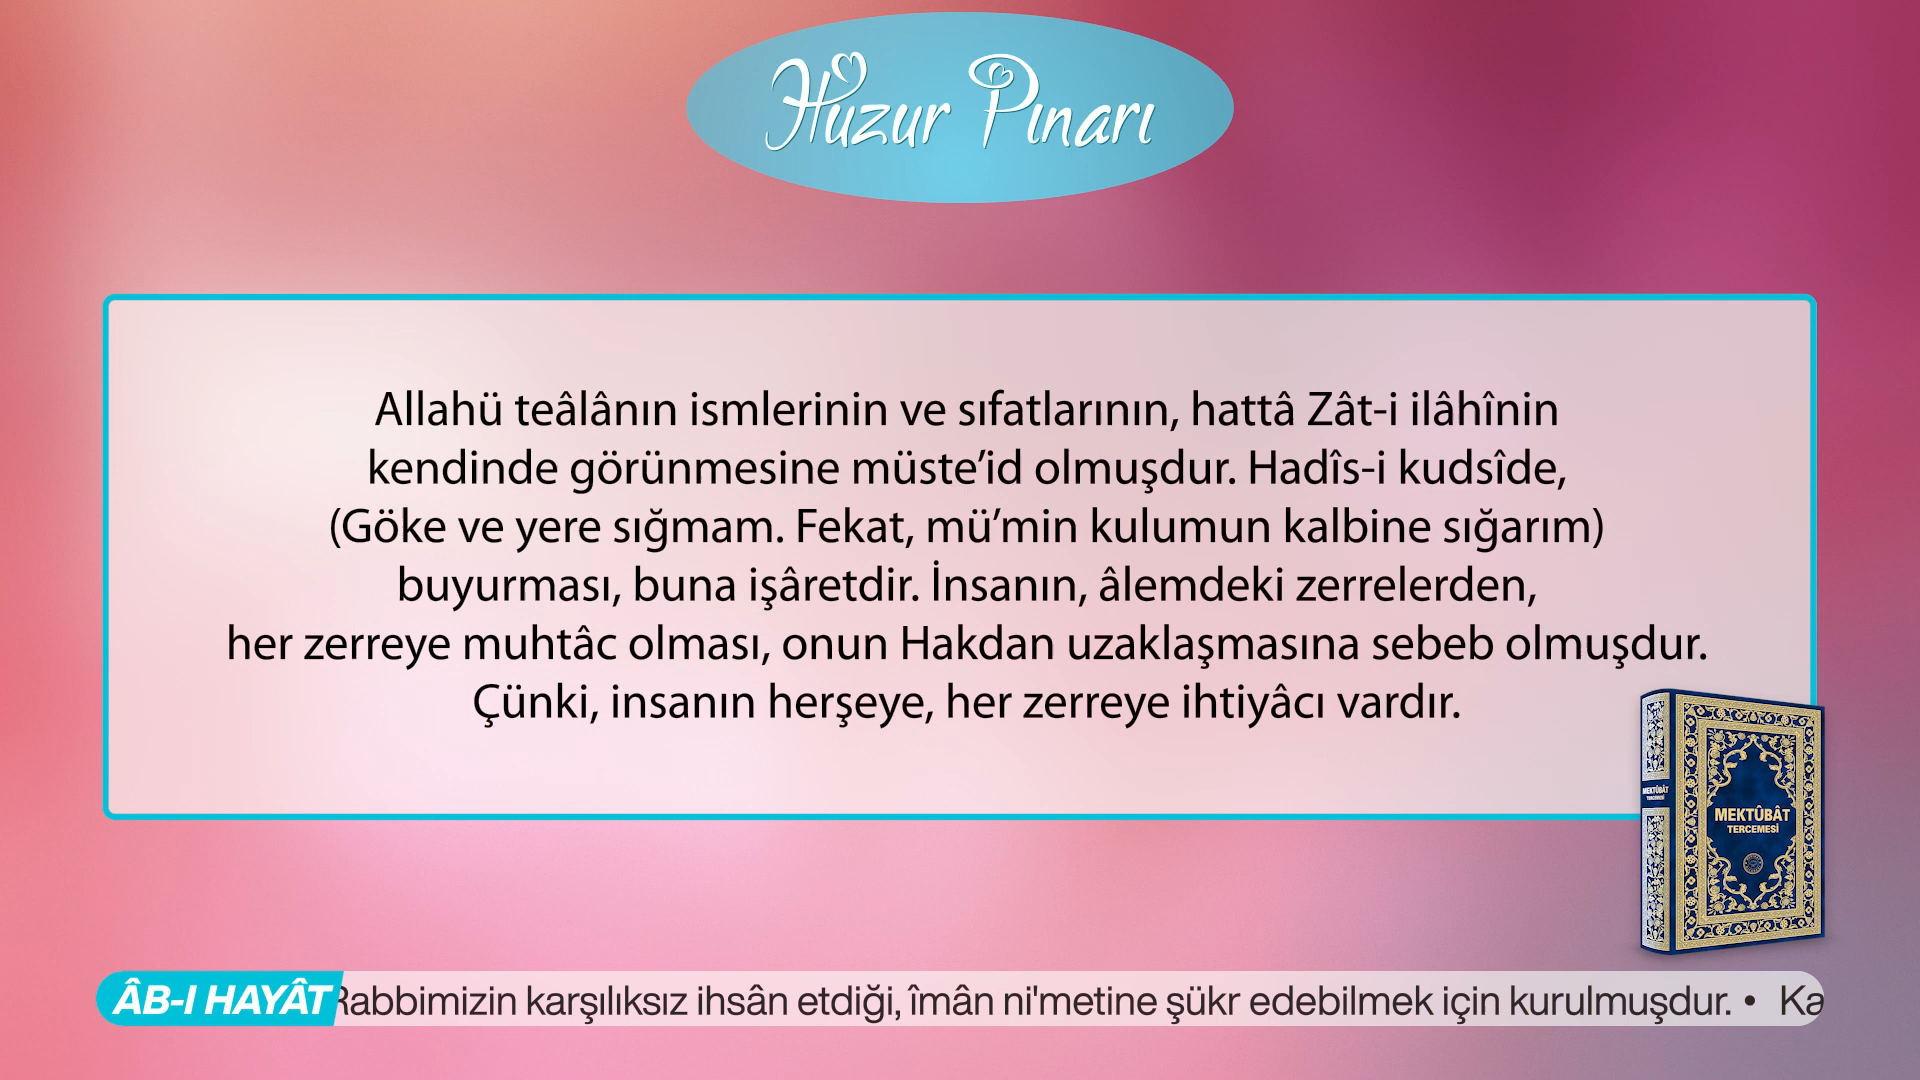 Huzur Pınarı
Allahü teâlânın ismlerinin ve sıfatlarının, hattâ Zât-i ilâhînin
kendinde görünmesine müste’id olmuşdur. Hadîs-i kudsîde,
(Göke ve yere sığmam. Fekat, mü’min kulumun kalbine sığarım)
buyurması, buna işâretdir. İnsanın, âlemdeki zerrelerden,
her zerreye muhtâc olması, onun Hakdan uzaklaşmasına sebeb olmuşdur.
Çünki, insanın herşeye, her zerreye ihtiyâcı vardır.
MEKTÛBÂT
TERCEMESİ
MEKTÛBÂT
TERCEMESİ
ÂB-I HAYÂT Rabbimizin karşılıksız ihsân etdiği, îmân ni'metine şükr edebilmek için kurulmuşdur. • Ka